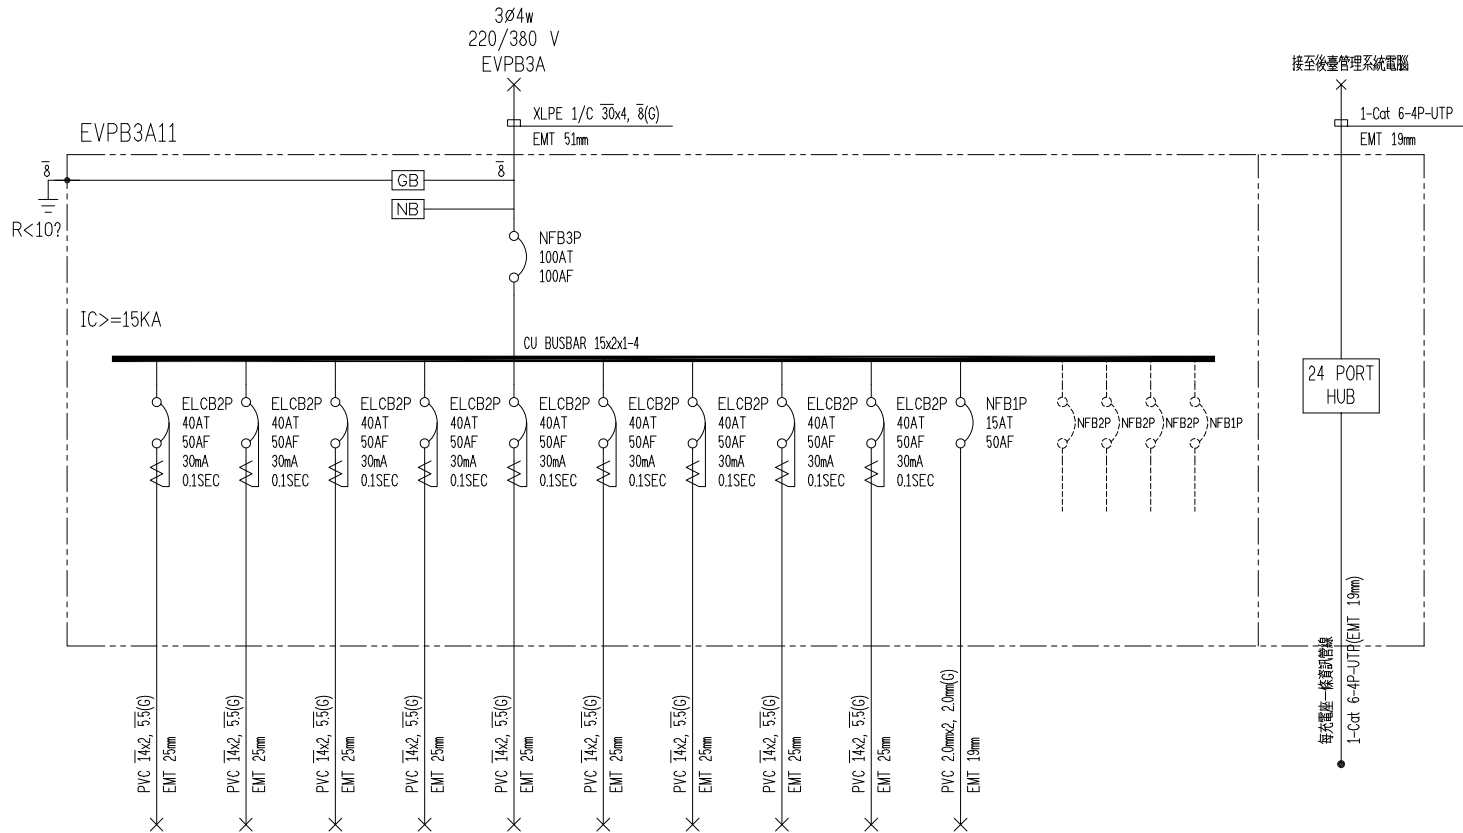 3Ø4w
220/380 V
EVPB3A
XLPE 1/C 30x4, 8(G)
EMT 51mm
接至後臺管理系統電腦
1-Cat 6-4P-UTP
EMT 19mm
EVPB3A11
8
GB
8
NB
R<10?
NFB3P
100AT
100AF
IC>=15KA
CU BUSBAR 15x2x1-4
24 PORT
HUB
ELCB2P
40AT
50AF
30mA
0.1SEC
ELCB2P
40AT
50AF
30mA
0.1SEC
ELCB2P
40AT
50AF
30mA
0.1SEC
ELCB2P
40AT
50AF
30mA
0.1SEC
ELCB2P
40AT
50AF
30mA
0.1SEC
ELCB2P
40AT
50AF
30mA
0.1SEC
ELCB2P
40AT
50AF
30mA
0.1SEC
ELCB2P
40AT
50AF
30mA
0.1SEC
ELCB2P
40AT
50AF
30mA
0.1SEC
NFB1P
15AT
50AF
NFB2P
NFB2P
NFB2P
NFB1P
PVC 14x2, 5.5(G)
EMT 25mm
PVC 14x2, 5.5(G)
EMT 25mm
PVC 14x2, 5.5(G)
EMT 25mm
PVC 14x2, 5.5(G)
EMT 25mm
PVC 14x2, 5.5(G)
EMT 25mm
PVC 14x2, 5.5(G)
EMT 25mm
PVC 14x2, 5.5(G)
EMT 25mm
PVC 14x2, 5.5(G)
EMT 25mm
PVC 14x2, 5.5(G)
EMT 25mm
PVC 2.0mmx2, 2.0mm(G)
EMT 19mm
每充電座一條資訊管線
1-Cat 6-4P-UTP(EMT 19mm)